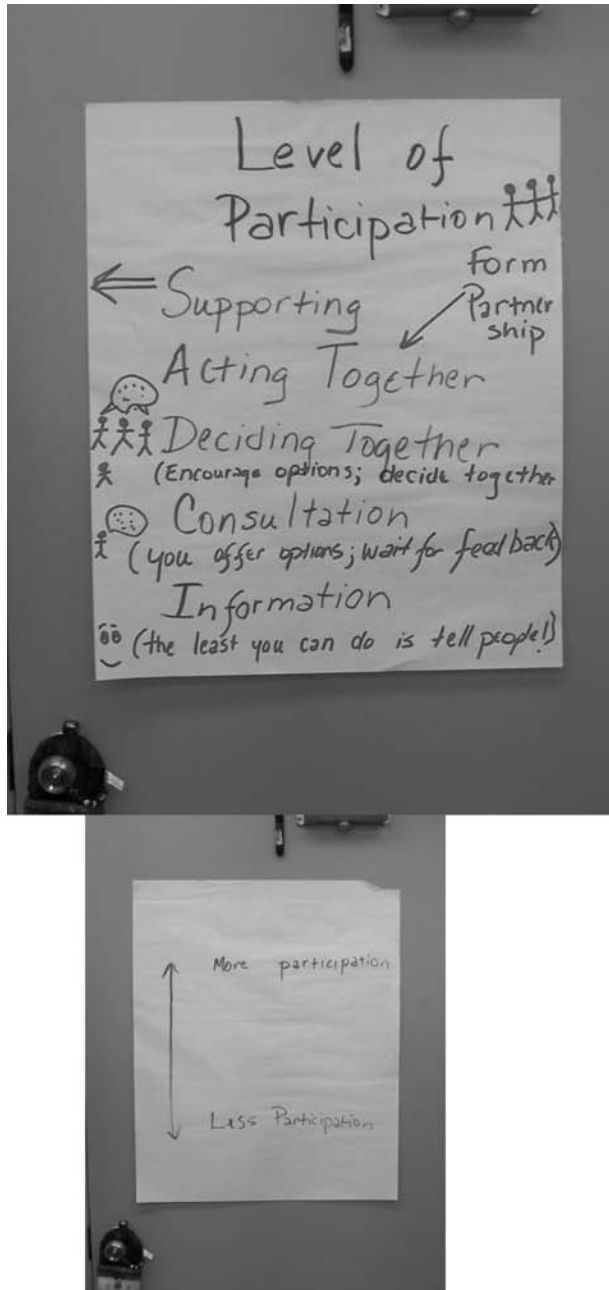 Level of
Participation
Form
Partner
ship
Supporting
Acting Together
Deciding Together
(Encourage options; decide together
Consultation
(you offer options; wait for feedback)
Information
(the least you can do is tell people!)
More participation
Less Participation